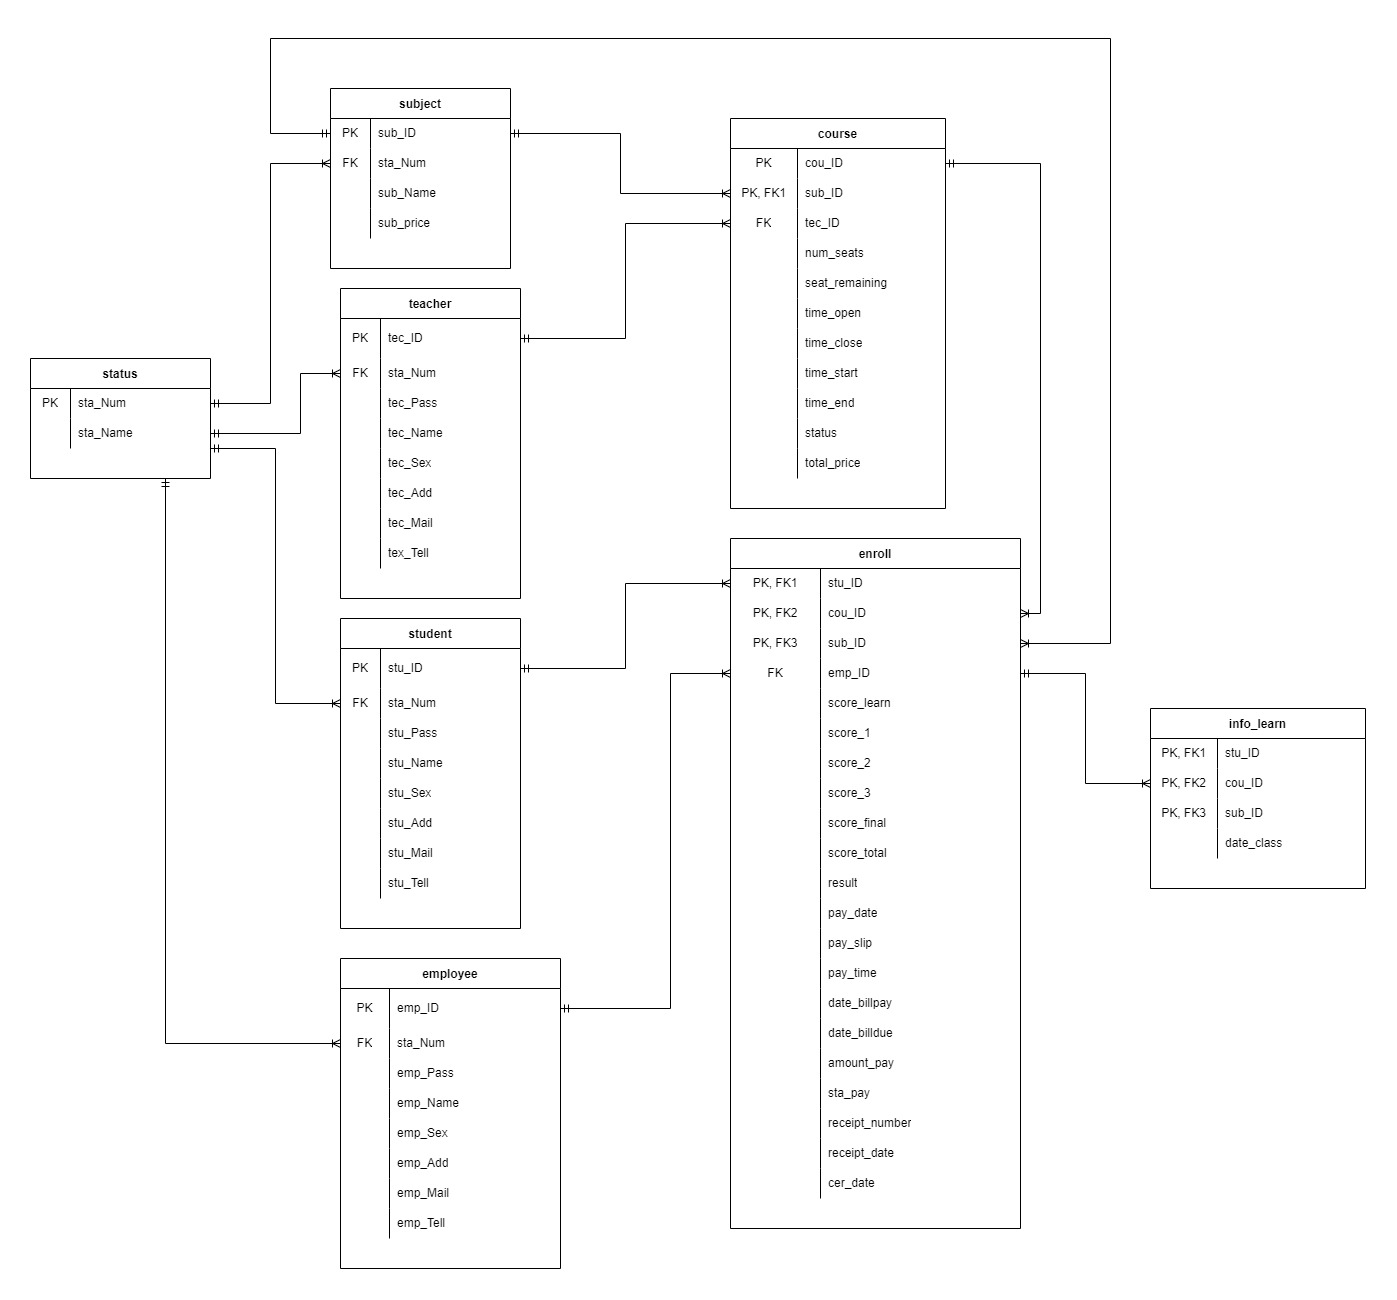 subject
PK sub_ID
FK sta_Num
sub_Name
sub_price
course
PK cou_ID
PK, FK1 sub_ID
FK tec_ID
num_seats
seat_remaining
time_open
time_close
time_start
time_end
status
total_price
teacher
PK tec_ID
FK sta_Num
tec_Pass
tec_Name
tec_Sex
tec_Add
tec_Mail
tex_Tell
status
PK sta_Num
sta_Name
student
PK stu_ID
FK sta_Num
stu_Pass
stu_Name
stu_Sex
stu_Add
stu_Mail
stu_Tell
enroll
PK, FK1 stu_ID
PK, FK2 cou_ID
PK, FK3 sub_ID
FK emp_ID
score_learn
score_1
score_2
score_3
score_final
score_total
result
pay_date
pay_slip
pay_time
date_billpay
date_billdue
amount_pay
sta_pay
receipt_number
receipt_date
cer_date
info_learn
PK, FK1 stu_ID
PK, FK2 cou_ID
PK, FK3 sub_ID
date_class
employee
PK emp_ID
FK sta_Num
emp_Pass
emp_Name
emp_Sex
emp_Add
emp_Mail
emp_Tell